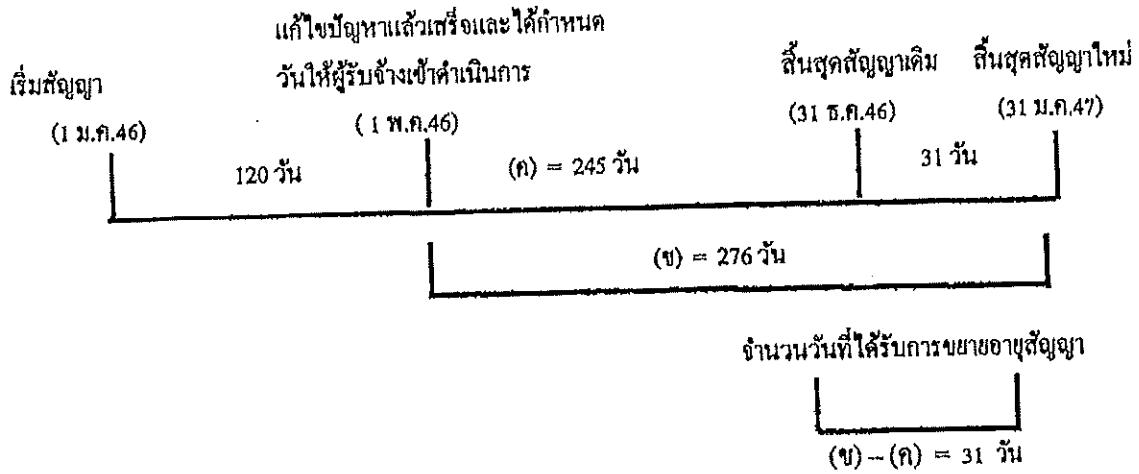 แก้ไขปัญหาแล้วเสร็จและได้กำหนด
วันให้ผู้รับจ้างเข้าดำเนินการ
เริ่มสัญญา
สิ้นสุดสัญญาเดิม
สิ้นสุดสัญญาใหม่
(1 ม.ค.46)
( 1 พ.ค.46)
(31 ธ.ค.46)
(31 ม.ค.47)
120 วัน
(ค) = 245 วัน
31 วัน
(ข) = 276 วัน
จำนวนวันที่ได้รับการขยายอายุสัญญา
(ข) – (ค) = 31 วัน